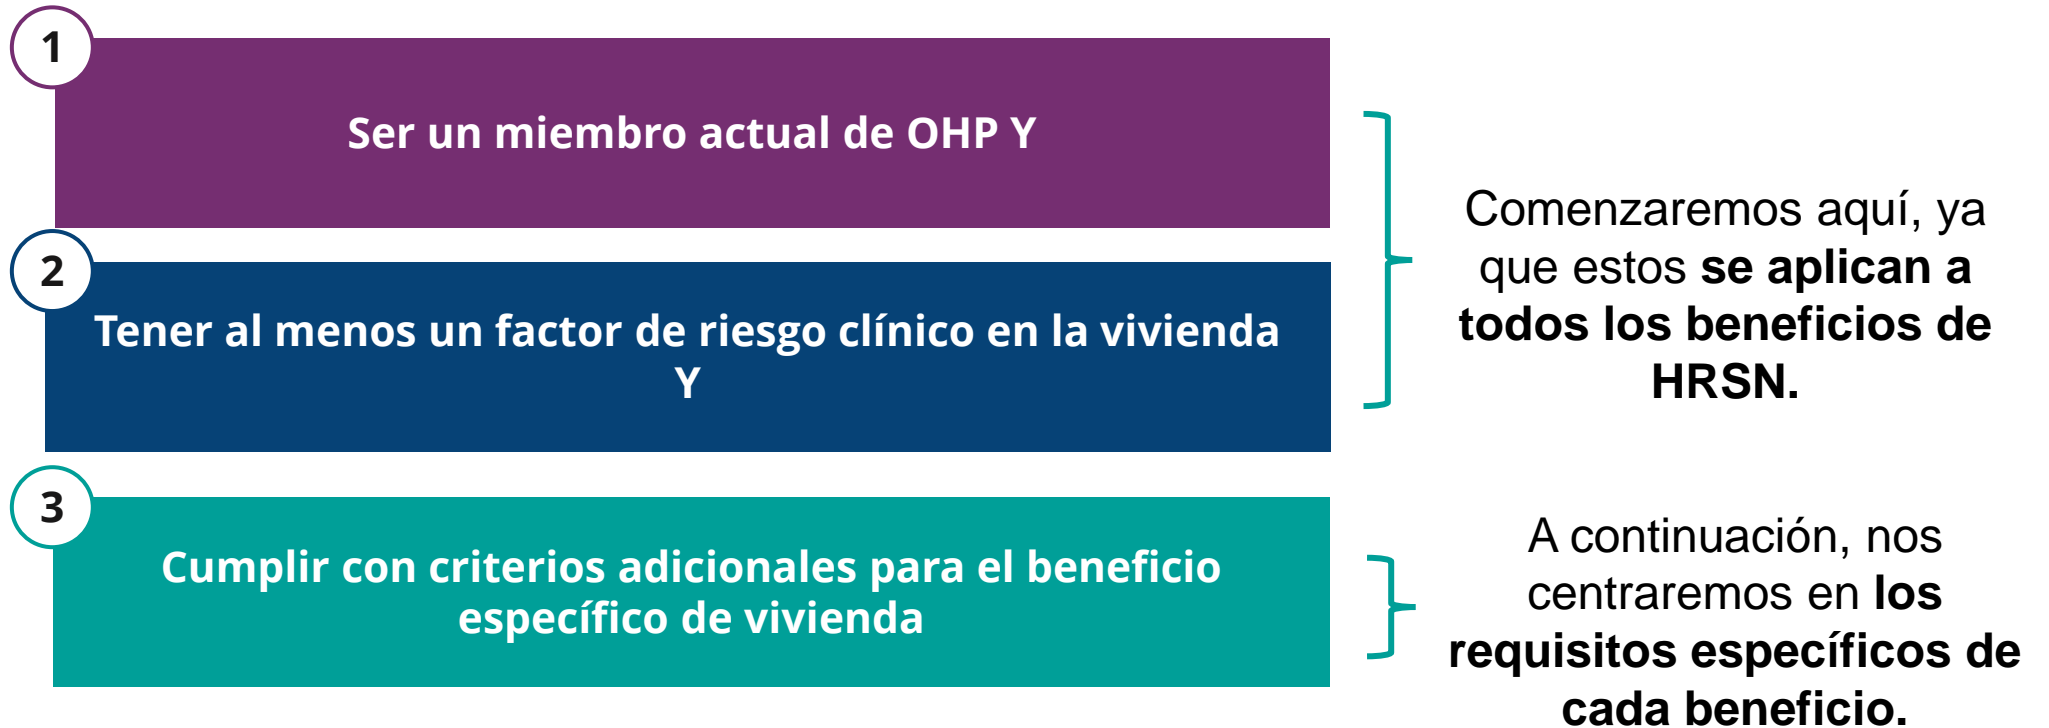 1
Ser un miembro actual de OHP Y
2
Tener al menos un factor de riesgo clínico en la vivienda
Y
Comenzaremos aquí, ya
que estos se aplican a
todos los beneficios de
HRSN.
3
Cumplir con criterios adicionales para el beneficio
específico de vivienda
A continuación, nos
centraremos en los
requisitos específicos de
cada beneficio.